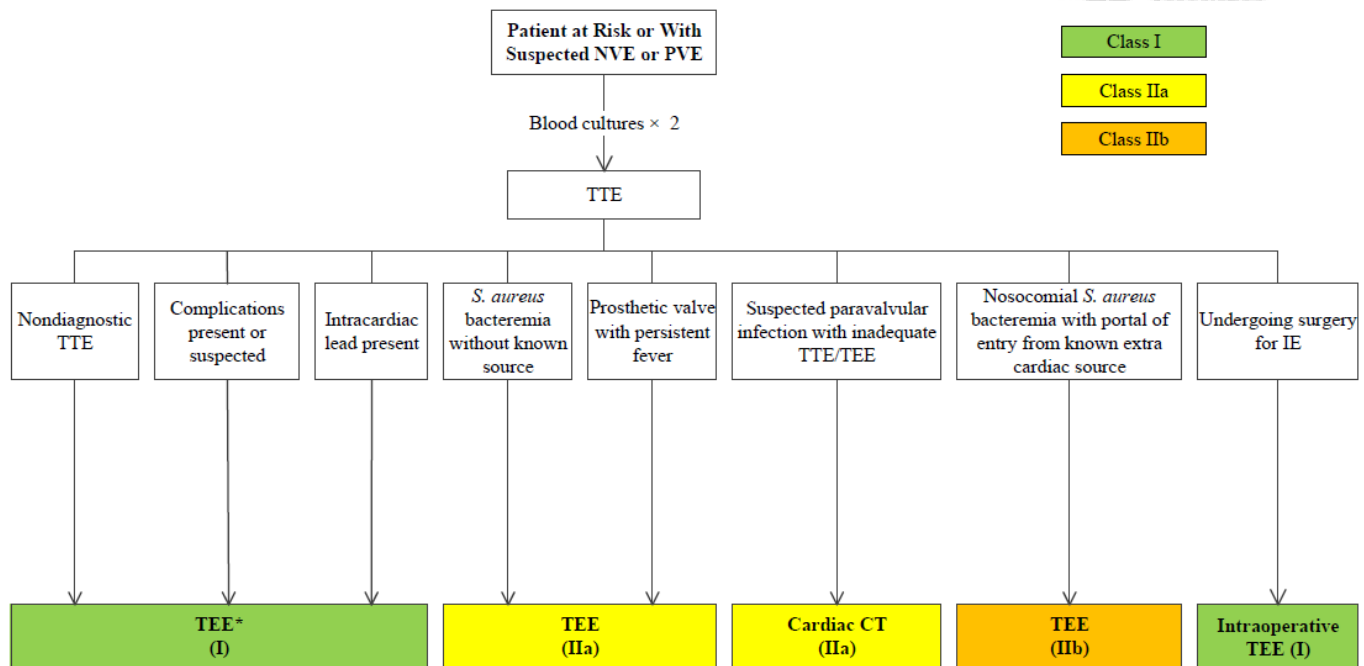 Patient at Risk or With
Suspected NVE or PVE
Class I
Class IIa
Class IIb
Blood cultures × 2
TTE
Nondiagnostic
TTE
Complications
present or
suspected
Intracardiac
lead present
S. aureus
bacteremia
without known
source
Prosthetic valve
with persistent
fever
Suspected paravalvular
infection with inadequate
TTE/TEE
Nosocomial S. aureus
bacteremia with portal of
entry from known extra
cardiac source
Undergoing surgery
for IE
TEE*
(I)
TEE
(IIa)
Cardiac CT
(IIa)
TEE
(IIb)
Intraoperative
TEE (I)